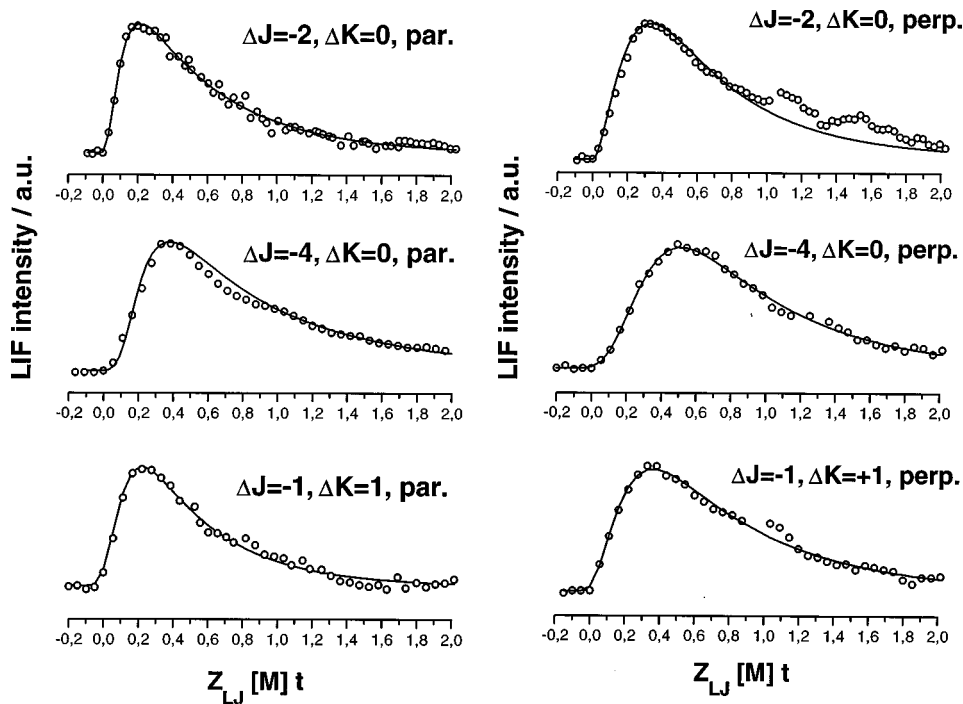 ΔJ=-2, ΔK=0, par.
-0,2 0,0 0,2 0,4 0,6 0,8 1,0 1,2 1,4 1,6 1,8 2,0
ΔJ=-2, ΔK=0, perp.
-0,2 0,0 0,2 0,4 0,6 0,8 1,0 1,2 1,4 1,6 1,8 2,0
LIF intensity / a.u.
ΔJ=-4, ΔK=0, par.
-0,2 0,0 0,2 0,4 0,6 0,8 1,0 1,2 1,4 1,6 1,8 2,0
LIF intensity / a.u.
ΔJ=-4, ΔK=0, perp.
-0,2 0,0 0,2 0,4 0,6 0,8 1,0 1,2 1,4 1,6 1,8 2,0
ΔJ=-1, ΔK=1, par.
-0,2 0,0 0,2 0,4 0,6 0,8 1,0 1,2 1,4 1,6 1,8 2,0
ΔJ=-1, ΔK=+1, perp.
-0,2 0,0 0,2 0,4 0,6 0,8 1,0 1,2 1,4 1,6 1,8 2,0
Z_LJ [M] t
Z_LJ [M] t